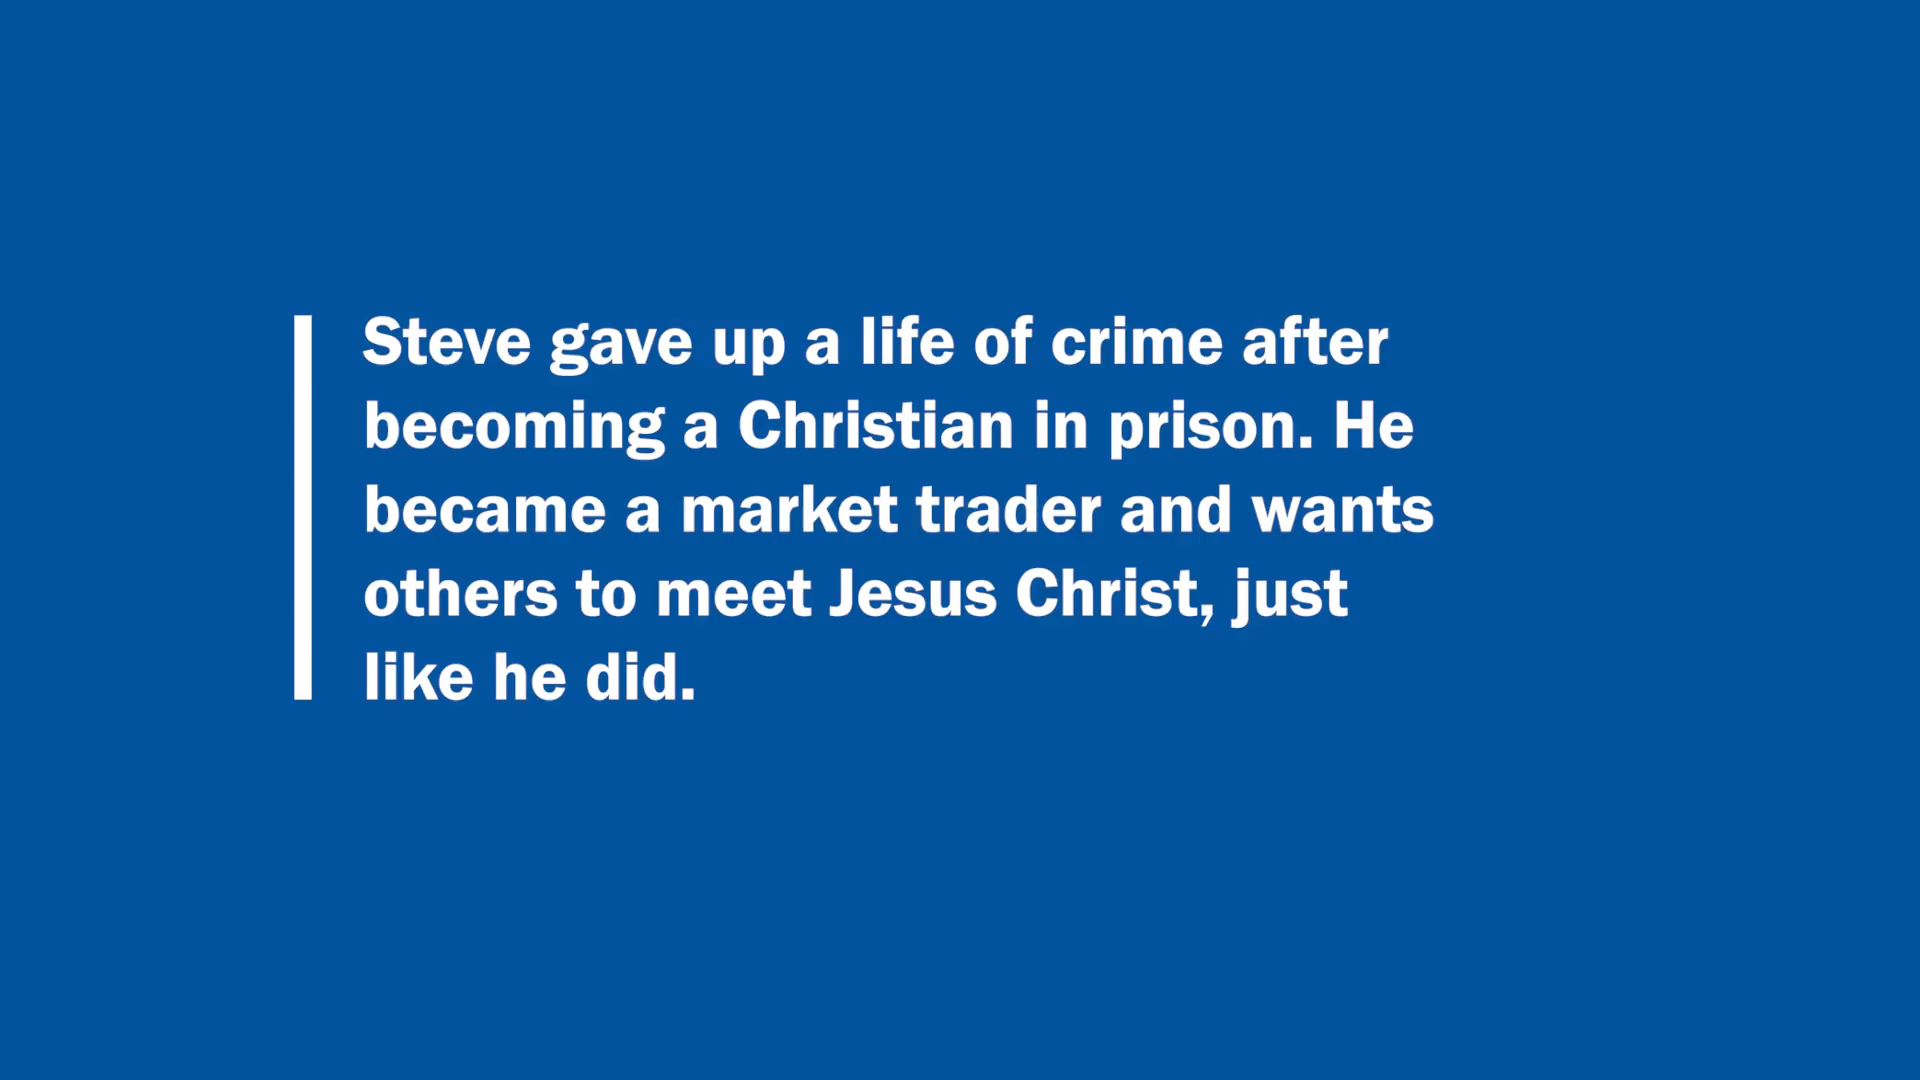 Steve gave up a life of crime after
becoming a Christian in prison. He
became a market trader and wants
others to meet Jesus Christ, just
like he did.